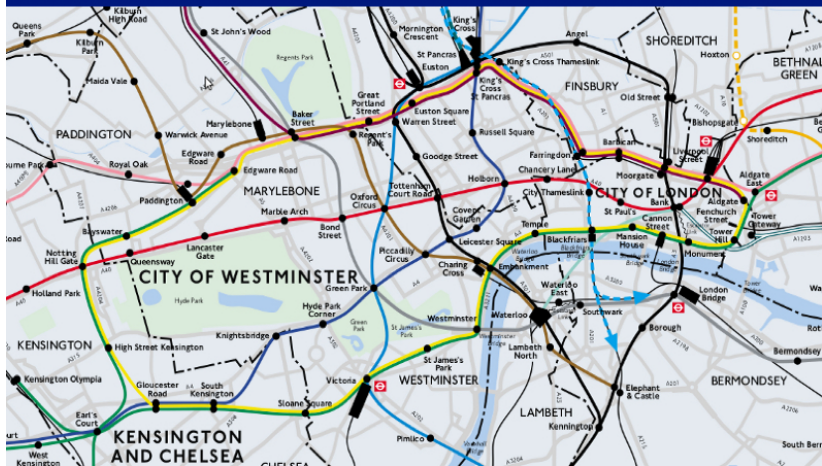 Kilburn
High Road
Queens
Park
Kilburn
Park
St John's Wood
Regents Park
Mornington
Crescent
King's
Cross
St Pancras
Euston
Angel
SHOREDITCH
Hoxton
BETHNAL
GREEN
King's Cross Thameslink
King's
Cross
St Pancras
FINSBURY
Old Street
Maida Vale
Great
Portland
Street
Euston Square
Warren Street
Baker
Street
Marylebone
Regent's
Park
Russell Square
Barbican
Bishopsgate
Liverpool
Street
Shoreditch
PADDINGTON
Warwick Avenue
Edgware
Road
Goodge Street
Farringdon
Moorgate
Royal Oak
Edgware Road
MARYLEBONE
Chancery Lane
Holborn
City Thameslink
CITY OF LONDON
Aldgate
East
Paddington
Tottenham
Court Road
Oxford
Circus
Bank
St Paul's
Aldgate
Fenchurch
Street
Tower
Gateway
Marble Arch
Bond
Street
Covent
Garden
Leicester Square
Temple
Blackfriars
Mansion
House
Cannon
Street
Tower
Hill
Monument
Bayswater
Lancaster
Gate
Queensway
Notting
Hill Gate
Piccadilly
Circus
Charing
Cross
Embankment
CITY OF WESTMINSTER
Holland Park
Hyde Park
Green Park
Hyde Park
Corner
Green
Park
St James's
Park
Westminster
Waterloo
East
Waterloo
Southwark
London
Bridge
Borough
Knightsbridge
KENSINGTON
High Street Kensington
St James's
Park
Lambeth
North
Bermondsey
Kensington Olympia
Gloucester
Road
South
Kensington
Victoria
WESTMINSTER
Elephant
& Castle
BERMONDSEY
Sloane Square
LAMBETH
Earl's
Court
Kennington
Pimlico
KENSINGTON
AND CHELSEA
West
Kensington
CHELSEA
South Ber